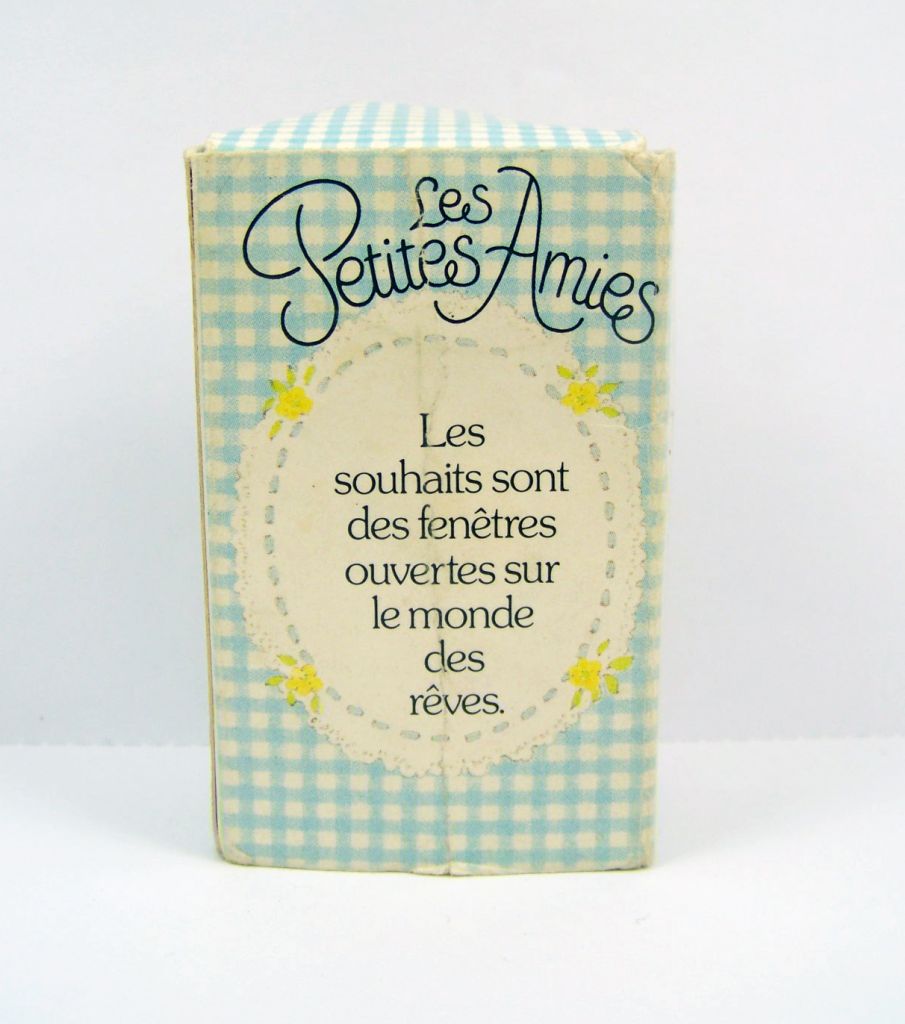 Les
Petites Amies
Les
souhaits sont
des fenêtres
ouvertes sur
le monde
des
rêves.